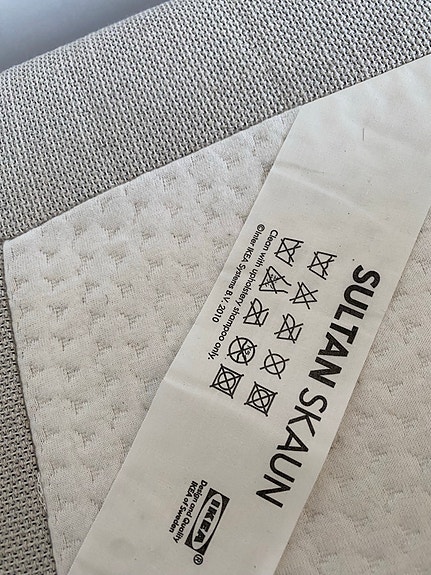 SULTAN SKAUN
Clean with upholstery shampoo only.
©Inter IKEA Systems B.V. 2010
IKEA®
Design and Quality
IKEA of Sweden